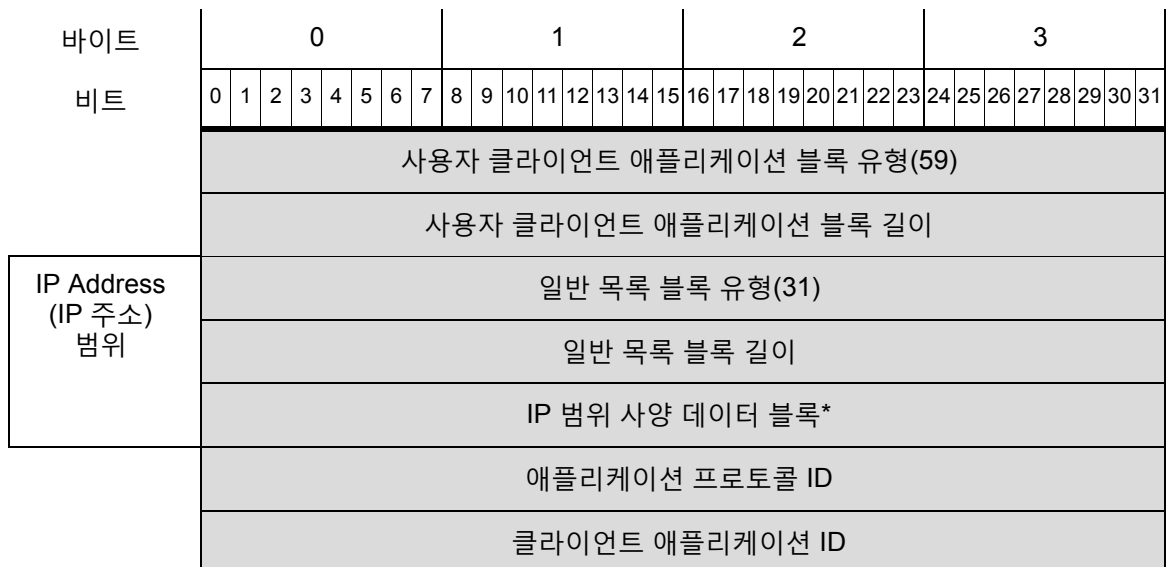 바이트 0 1 2 3
비트 0 1 2 3 4 5 6 7 8 9 10 11 12 13 14 15 16 17 18 19 20 21 22 23 24 25 26 27 28 29 30 31
사용자 클라이언트 애플리케이션 블록 유형(59)
사용자 클라이언트 애플리케이션 블록 길이
IP Address
(IP 주소)
범위
일반 목록 블록 유형(31)
일반 목록 블록 길이
IP 범위 사양 데이터 블록*
애플리케이션 프로토콜 ID
클라이언트 애플리케이션 ID